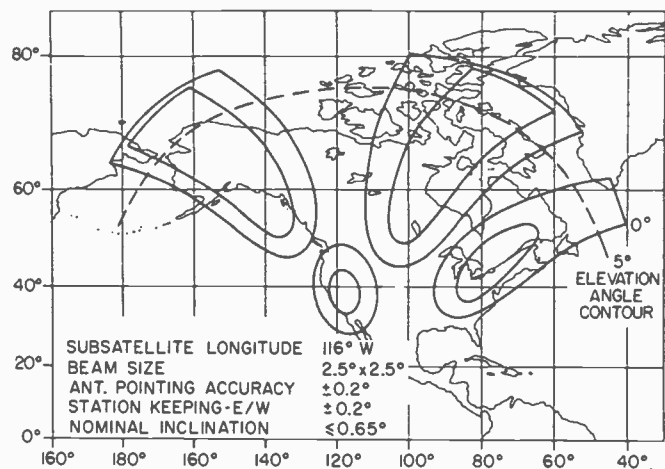 80°
60°
0°
5°
ELEVATION
ANGLE
CONTOUR
40°
SUBSATELLITE LONGITUDE 116° W
BEAM SIZE 2.5° x 2.5°
20°
ANT. POINTING ACCURACY ±0.2°
STATION KEEPING-E/W ±0.2°
NOMINAL INCLINATION ≤0.65°
0°
160° 180° 160° 140° 120° 100° 80° 60° 40°